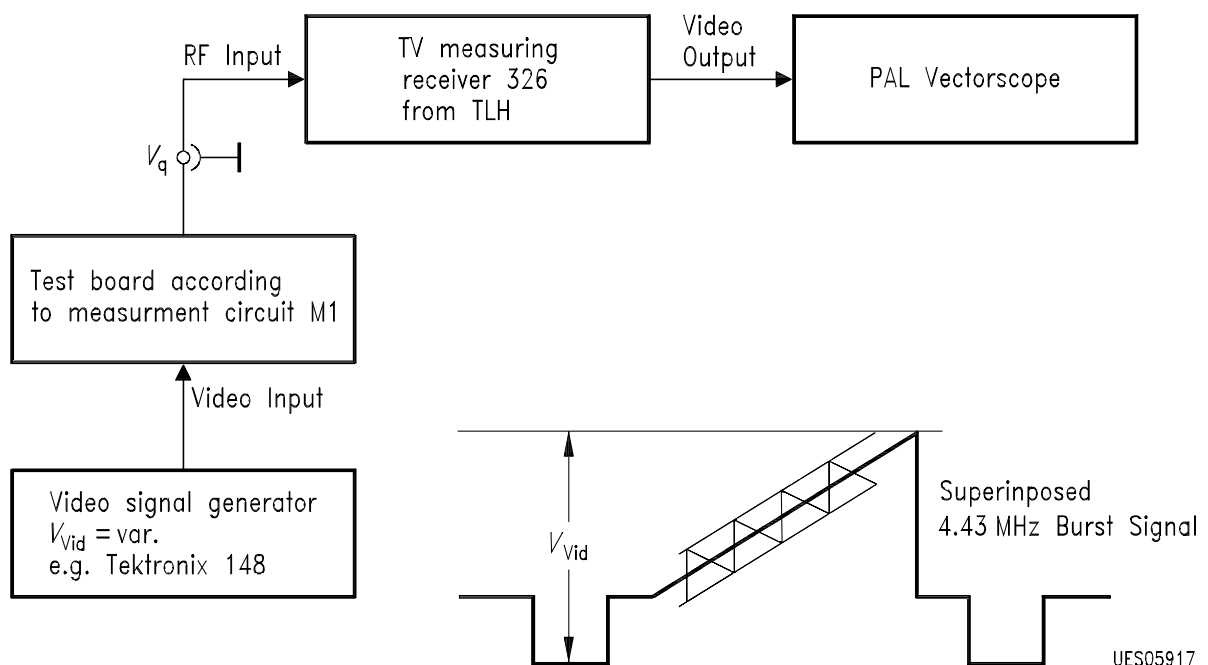 RF Input
TV measuring
receiver 326
from TLH
Video
Output
PAL Vectorscope
Vq
Test board according
to measurment circuit M1
Video Input
Video signal generator
VVid = var.
e.g. Tektronix 148
VVid
Superinposed
4.43 MHz Burst Signal
UES05917